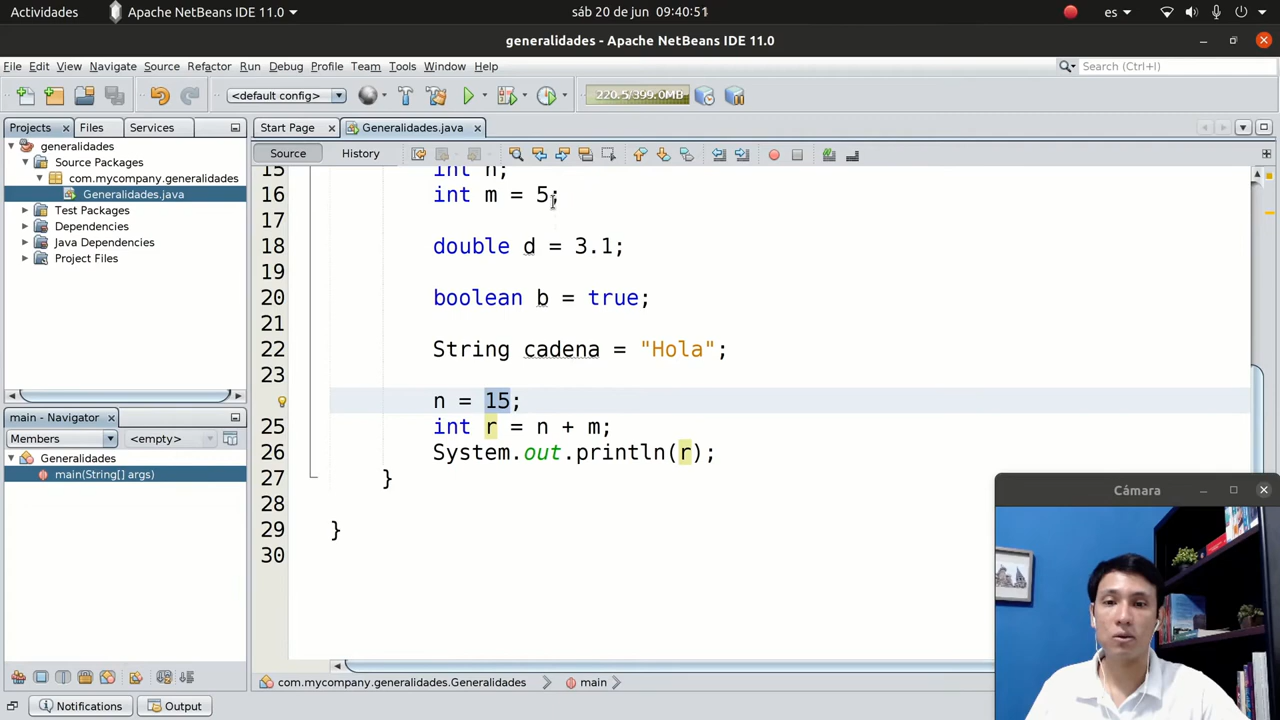 Actividades Apache NetBeans IDE 11.0 sáb 20 de jun 09:40:51 es
generalidades - Apache NetBeans IDE 11.0
File Edit View Navigate Source Refactor Run Debug Profile Team Tools Window Help Search (Ctrl+I)
<default config> 220.5/399.0MB
Projects Files Services Start Page Generalidades.java
generalidades
Source Packages
com.mycompany.generalidades
Generalidades.java
Test Packages
Dependencies
Java Dependencies
Project Files
Source History
15 int n;
16 int m = 5;
17
18 double d = 3.1;
19
20 boolean b = true;
21
22 String cadena = "Hola";
23
n = 15;
25 int r = n + m;
26 System.out.println(r);
27 }
28
29 }
30
main - Navigator
Members <empty>
Generalidades
main(String[] args)
Cámara
com.mycompany.generalidades.Generalidades main
Notifications Output